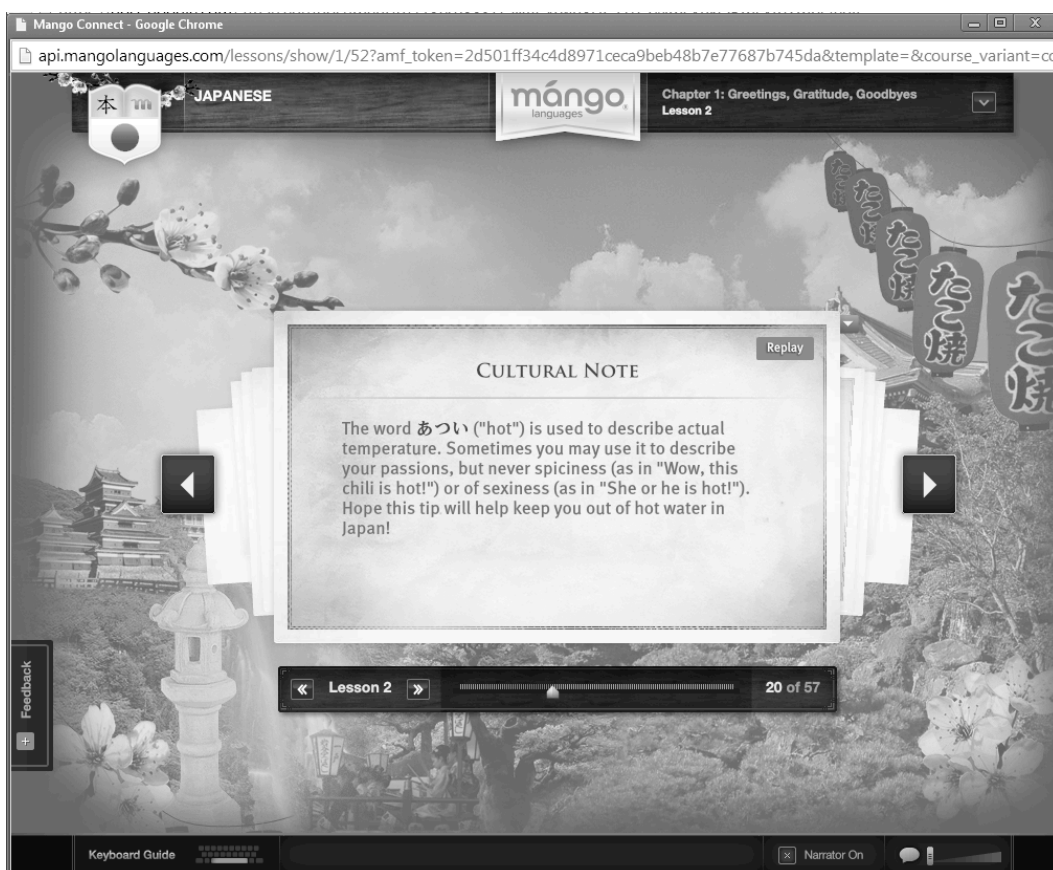 Mango Connect - Google Chrome
api.mangolanguages.com/lessons/show/1/52?amf_token=2d501ff34c4d8971ceca9beb48b7e77687b745da&template=&course_variant=co
本 m
JAPANESE
mángo
languages
Chapter 1: Greetings, Gratitude, Goodbyes
Lesson 2
たこ焼
たこ焼
たこ焼
たこ焼
Replay
CULTURAL NOTE
The word あつい ("hot") is used to describe actual
temperature. Sometimes you may use it to describe
your passions, but never spiciness (as in "Wow, this
chili is hot!") or of sexiness (as in "She or he is hot!").
Hope this tip will help keep you out of hot water in
Japan!
Feedback
Lesson 2
20 of 57
Keyboard Guide
Narrator On